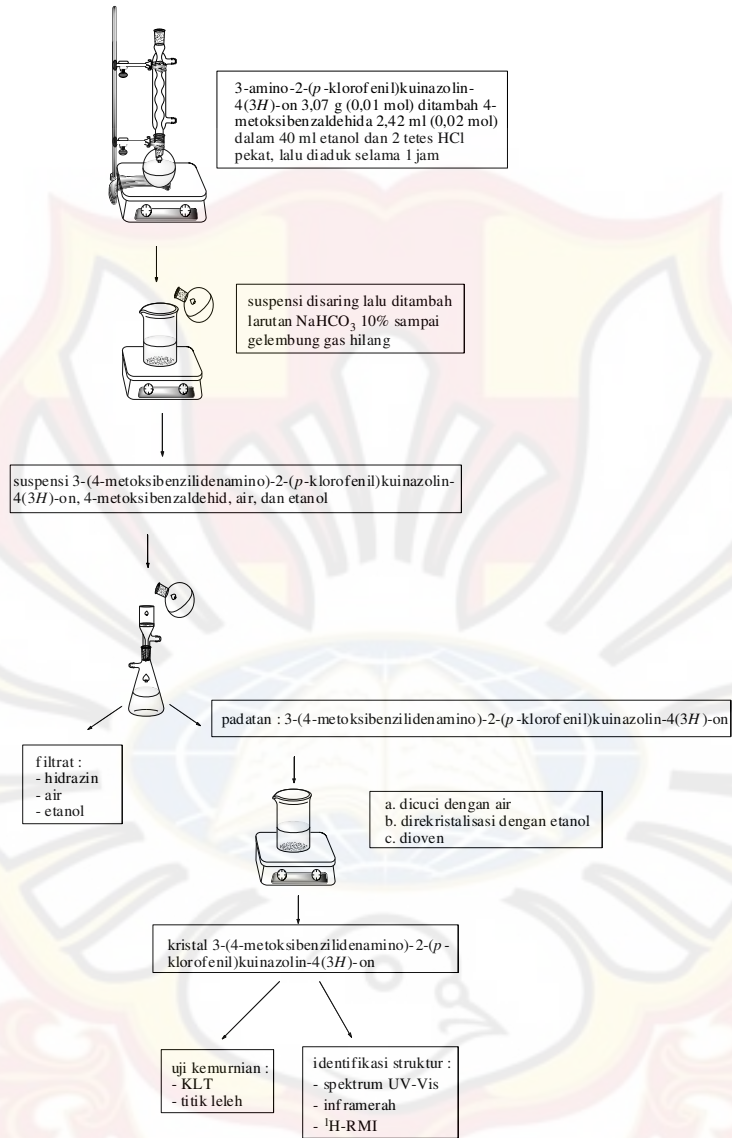 3-amino-2-(p-klorofenil)kuinazolin-
4(3H)-on 3,07 g (0,01 mol) ditambah 4-
metoksibenzaldehida 2,42 ml (0,02 mol)
dalam 40 ml etanol dan 2 tetes HCl
pekat, lalu diaduk selama 1 jam
suspensi disaring lalu ditambah
larutan NaHCO3 10% sampai
gelembung gas hilang
suspensi 3-(4-metoksibenzilidenamino)-2-(p-klorofenil)kuinazolin-
4(3H)-on, 4-metoksibenzaldehid, air, dan etanol
padatan : 3-(4-metoksibenzilidenamino)-2-(p-klorofenil)kuinazolin-4(3H)-on
filtrat :
- hidrazin
- air
- etanol
a. dicuci dengan air
b. direkristalisasi dengan etanol
c. dioven
kristal 3-(4-metoksibenzilidenamino)-2-(p-
klorofenil)kuinazolin-4(3H)-on
uji kemurnian :
- KLT
- titik leleh
identifikasi struktur :
- spektrum UV-Vis
- inframerah
- 1H-RMI